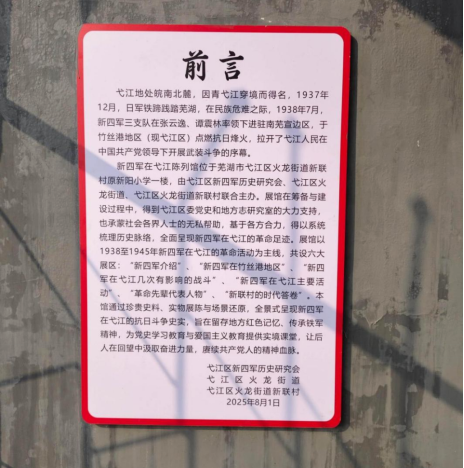 前言
弋江地处皖南北麓，因青弋江穿境而得名，1937年
12月，日军铁蹄践踏芜湖，在民族危难之际，1938年7月，
新四军三支队在张云逸、谭震林率领下进驻南芜宣边区，于
竹丝港地区（现弋江区）点燃抗日烽火，拉开了弋江人民在
中国共产党领导下开展武装斗争的序幕。
新四军在弋江陈列馆位于芜湖市弋江区火龙街道新联
村原新阳小学一楼，由弋江区新四军历史研究会、弋江区火
龙街道、弋江区火龙街道新联村联合主办。展馆在筹备与建
设过程中，得到弋江区委党史和地方志研究室的大力支持，
也承蒙社会各界人士的无私帮助，基于各方合力，得以系统
梳理历史脉络，全面呈现新四军在弋江的革命足迹。展馆以
1938至1945年新四军在弋江的革命活动为主线，共设六大
展区：“新四军介绍”、“新四军在竹丝港地区”、“新四
军在弋江几次有影响的战斗”、“新四军在弋江主要活
动”、“革命先辈代表人物”、“新联村的时代答卷”。本
馆通过珍贵史料、实物展陈与场景还原，全景式呈现新四军
在弋江的抗日战斗史实，旨在留存地方红色记忆、传承铁军
精神，为党史学习教育与爱国主义教育提供实境课堂，让后
人在回望中汲取奋进力量，赓续共产党人的精神血脉。
弋江区新四军历史研究会
弋江区火龙街道
弋江区火龙街道新联村
2025年8月1日